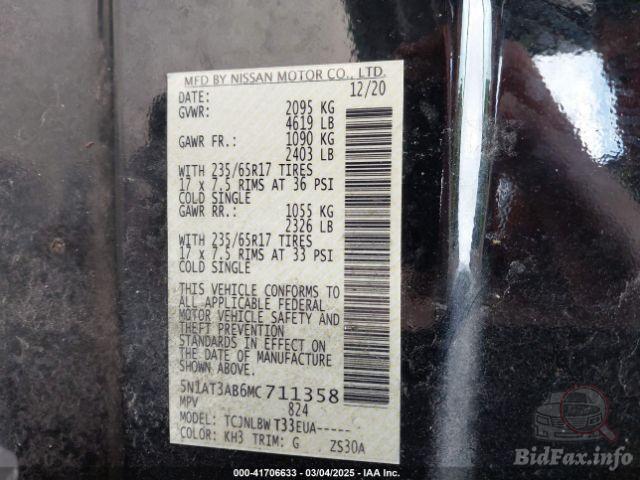 MFD BY NISSAN MOTOR CO., LTD.
DATE: 12/20
GVWR: 2095 KG
4619 LB
GAWR FR.: 1090 KG
2403 LB
WITH 235/65R17 TIRES
17 x 7.5 RIMS AT 36 PSI
COLD SINGLE
GAWR RR.: 1055 KG
2326 LB
WITH 235/65R17 TIRES
17 x 7.5 RIMS AT 33 PSI
COLD SINGLE
THIS VEHICLE CONFORMS TO
ALL APPLICABLE FEDERAL
MOTOR VEHICLE SAFETY AND
THEFT PREVENTION
STANDARDS IN EFFECT ON
THE DATE OF MANUFACTURE
SHOWN ABOVE.
5N1AT3AB6MC711358
MPV 824
MODEL: TCJNLBW T33EUA-----
COLOR: KH3 TRIM: G ZS30A
BidFax.info
000-41706633 - 03/04/2025 - IAA Inc.